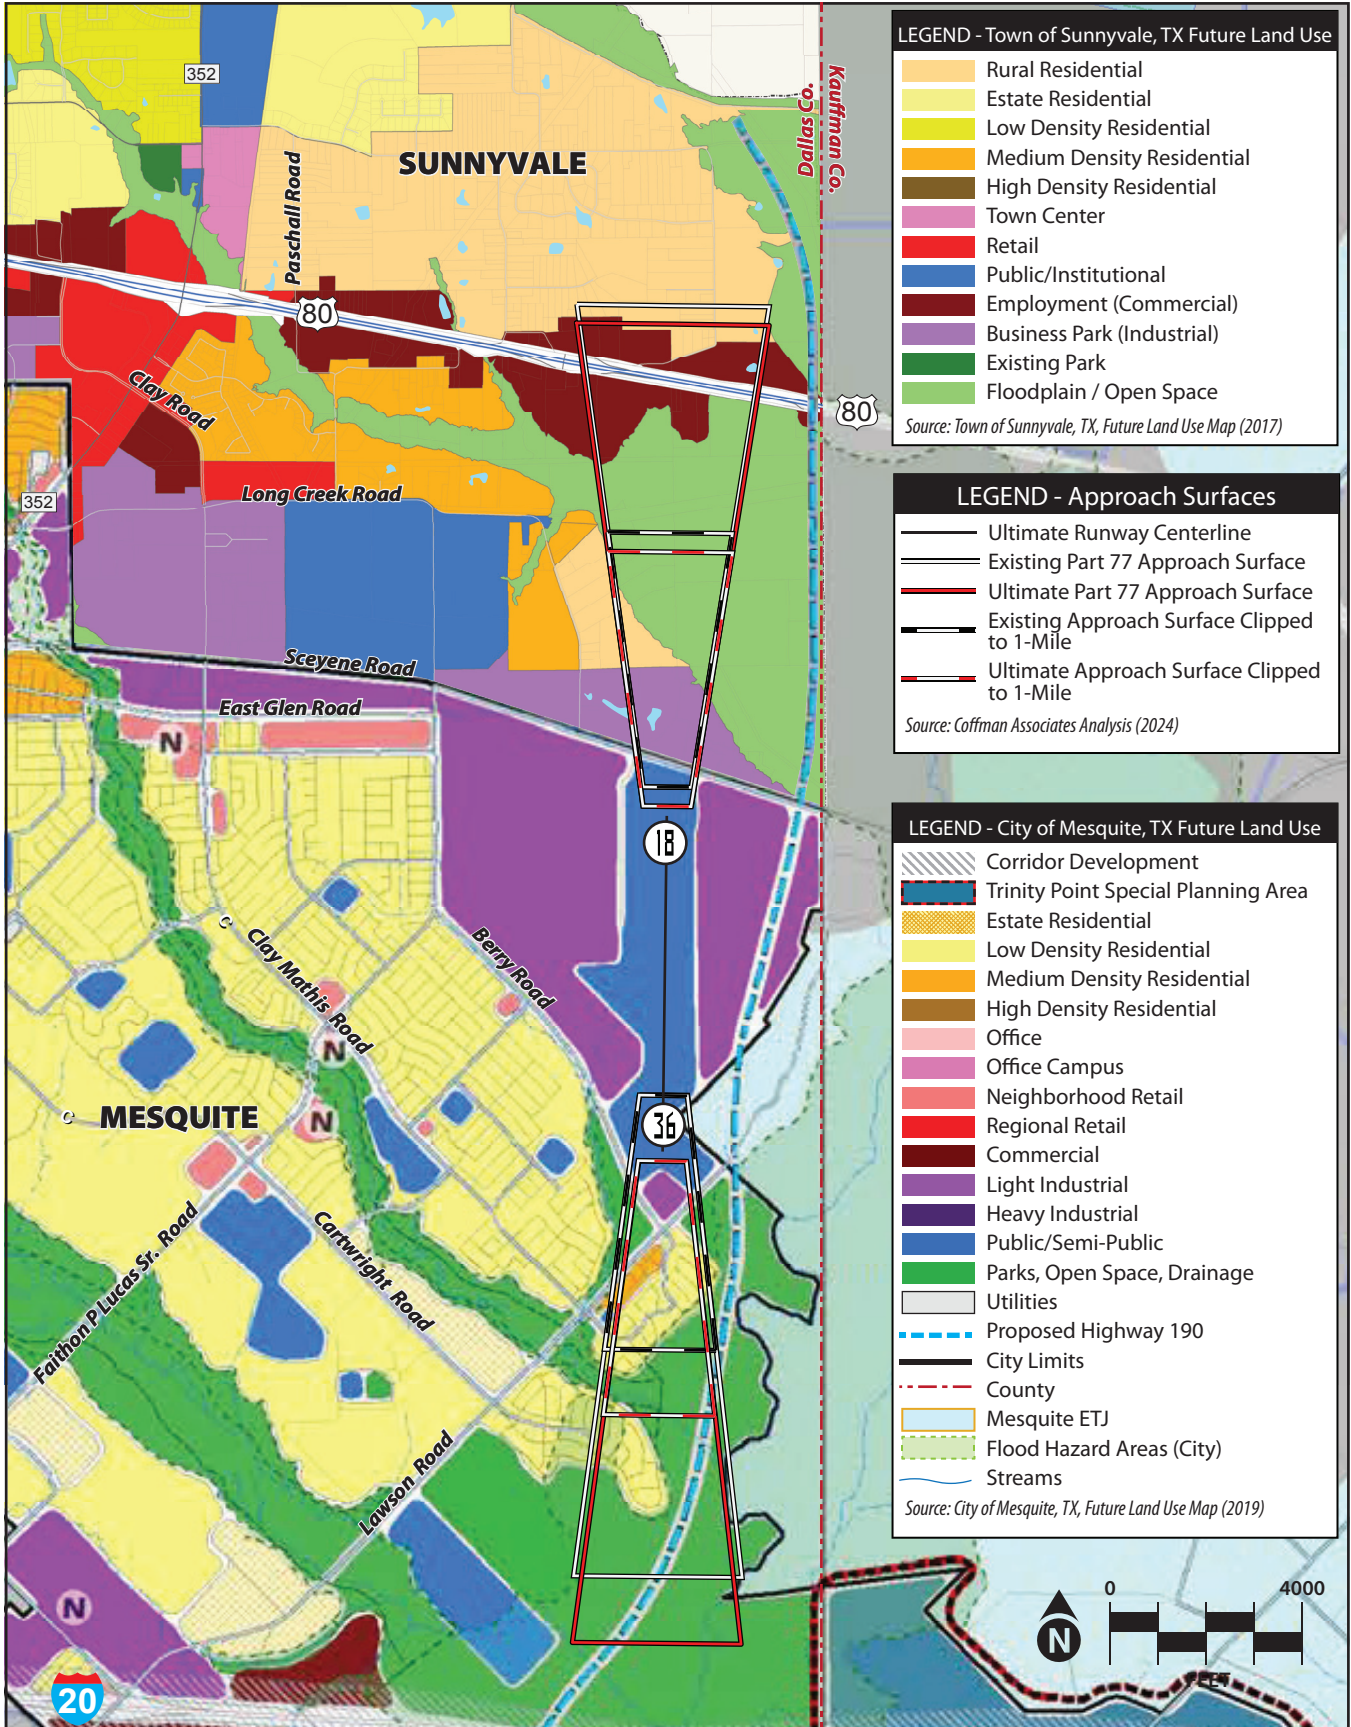 LEGEND - Town of Sunnyvale, TX Future Land Use
Rural Residential
Estate Residential
Low Density Residential
Medium Density Residential
High Density Residential
Town Center
Retail
Public/Institutional
Employment (Commercial)
Business Park (Industrial)
Existing Park
Floodplain / Open Space
Source: Town of Sunnyvale, TX, Future Land Use Map (2017)
LEGEND - Approach Surfaces
Ultimate Runway Centerline
Existing Part 77 Approach Surface
Ultimate Part 77 Approach Surface
Existing Approach Surface Clipped
to 1-Mile
Ultimate Approach Surface Clipped
to 1-Mile
Source: Coffman Associates Analysis (2024)
LEGEND - City of Mesquite, TX Future Land Use
Corridor Development
Trinity Point Special Planning Area
Estate Residential
Low Density Residential
Medium Density Residential
High Density Residential
Office
Office Campus
Neighborhood Retail
Regional Retail
Commercial
Light Industrial
Heavy Industrial
Public/Semi-Public
Parks, Open Space, Drainage
Utilities
Proposed Highway 190
City Limits
County
Mesquite ETJ
Flood Hazard Areas (City)
Streams
Source: City of Mesquite, TX, Future Land Use Map (2019)
0 4000
N
FEET
352
SUNNYVALE
Dallas Co.
Kauffman Co.
Paschall Road
80
80
Clay Road
352
Long Creek Road
Sceyene Road
East Glen Road
N
18
C
Clay Mathis Road
Berry Road
N
C
MESQUITE
N
36
Faithon P Lucas Sr. Road
Cartwright Road
Lawson Road
N
20